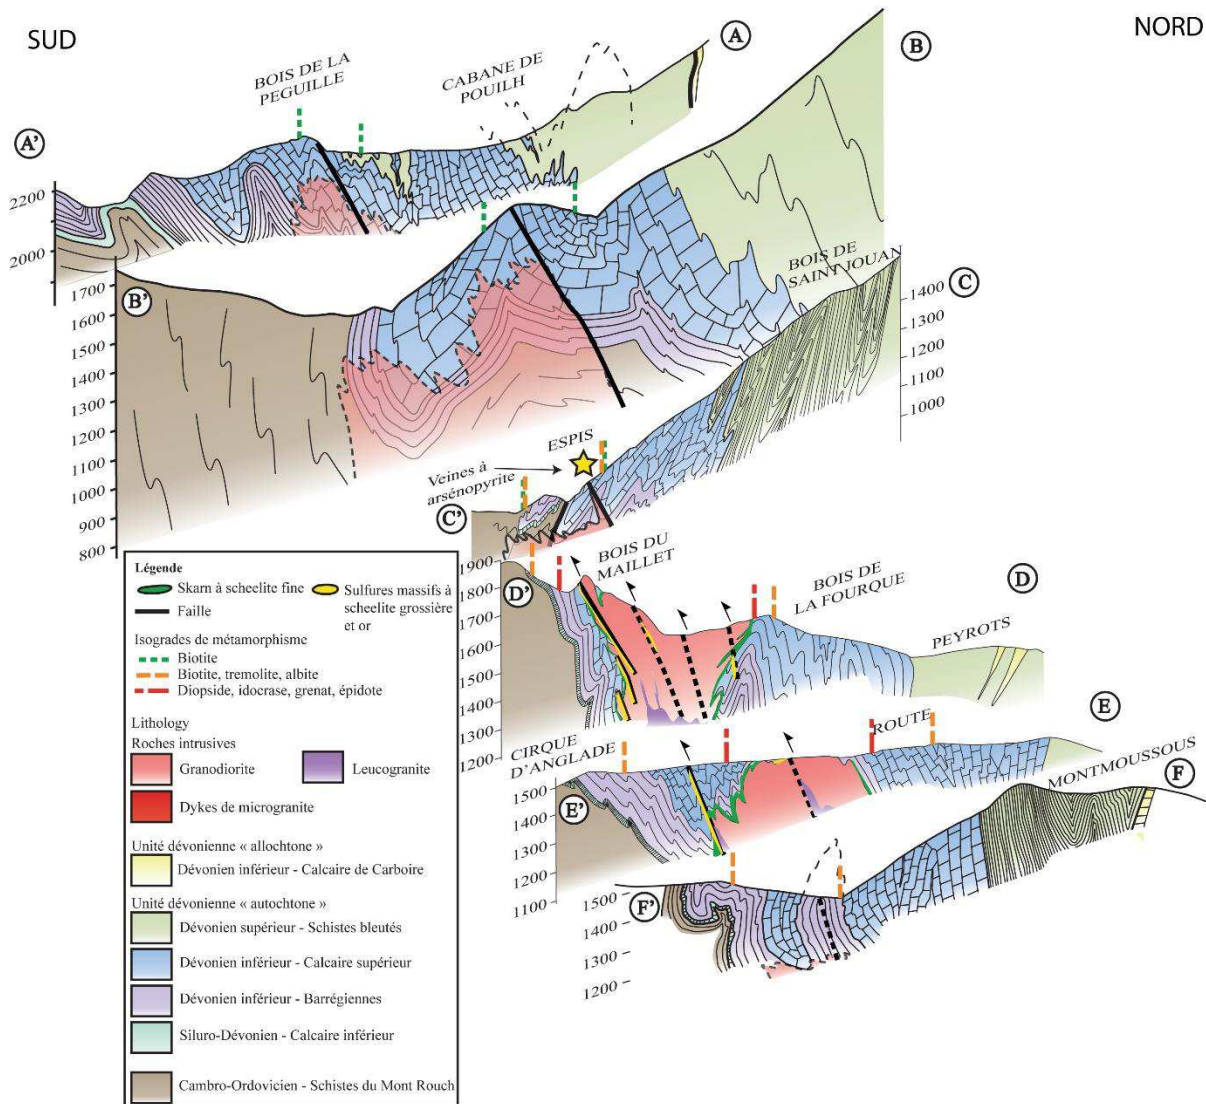 SUD
NORD
A
B
BOIS DE LA
PEGUILLE
CABANE DE
POUILH
A'
2200
2000
BOIS DE
SAINT JOUAN
C
B'
1700
1600
1500
1400
1300
1200
1100
1000
900
800
1400
1300
1200
1100
1000
ESPIS
Veines à
arsénopyrite
C'
BOIS DU
MAILLET
BOIS DE
LA FOURQUE
D
PEYROTS
D'
1900
1800
1700
1600
1500
1400
1300
1200
CIRQUE
D'ANGLADE
ROUTE
E
MONTMOUSSOUS
F
E'
1500
1400
1300
1200
1100
F'
1500
1400
1300
1200
Légende
Skarn à scheelite fine
Sulfures massifs à
scheelite grossière
et or
Faille
Isogrades de métamorphisme
Biotite
Biotite, tremolite, albite
Diopside, idocrase, grenat, épidote
Lithology
Roches intrusives
Granodiorite
Leucogranite
Dykes de microgranite
Unité dévonienne « allochtone »
Dévonien inférieur - Calcaire de Carboire
Unité dévonienne « autochtone »
Dévonien supérieur - Schistes bleutés
Dévonien inférieur - Calcaire supérieur
Dévonien inférieur - Barrégiennes
Siluro-Dévonien - Calcaire inférieur
Cambro-Ordovicien - Schistes du Mont Rouch